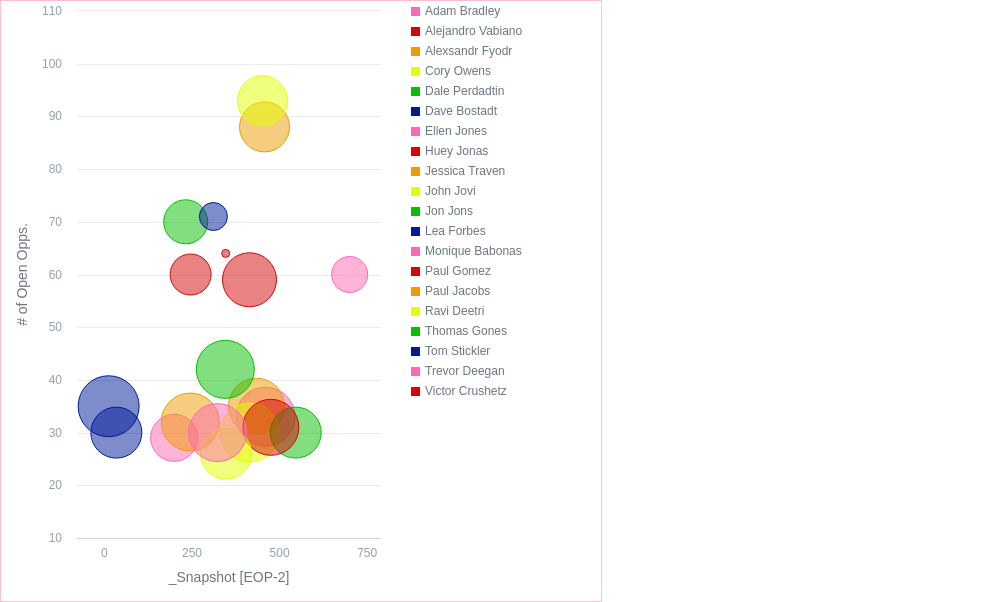 110
100
90
80
70
60
50
40
30
20
10
# of Open Opps.
0
250
500
750
_Snapshot [EOP-2]
Adam Bradley
Alejandro Vabiano
Alexsandr Fyodr
Cory Owens
Dale Perdadtin
Dave Bostadt
Ellen Jones
Huey Jonas
Jessica Traven
John Jovi
Jon Jons
Lea Forbes
Monique Babonas
Paul Gomez
Paul Jacobs
Ravi Deetri
Thomas Gones
Tom Stickler
Trevor Deegan
Victor Crushetz